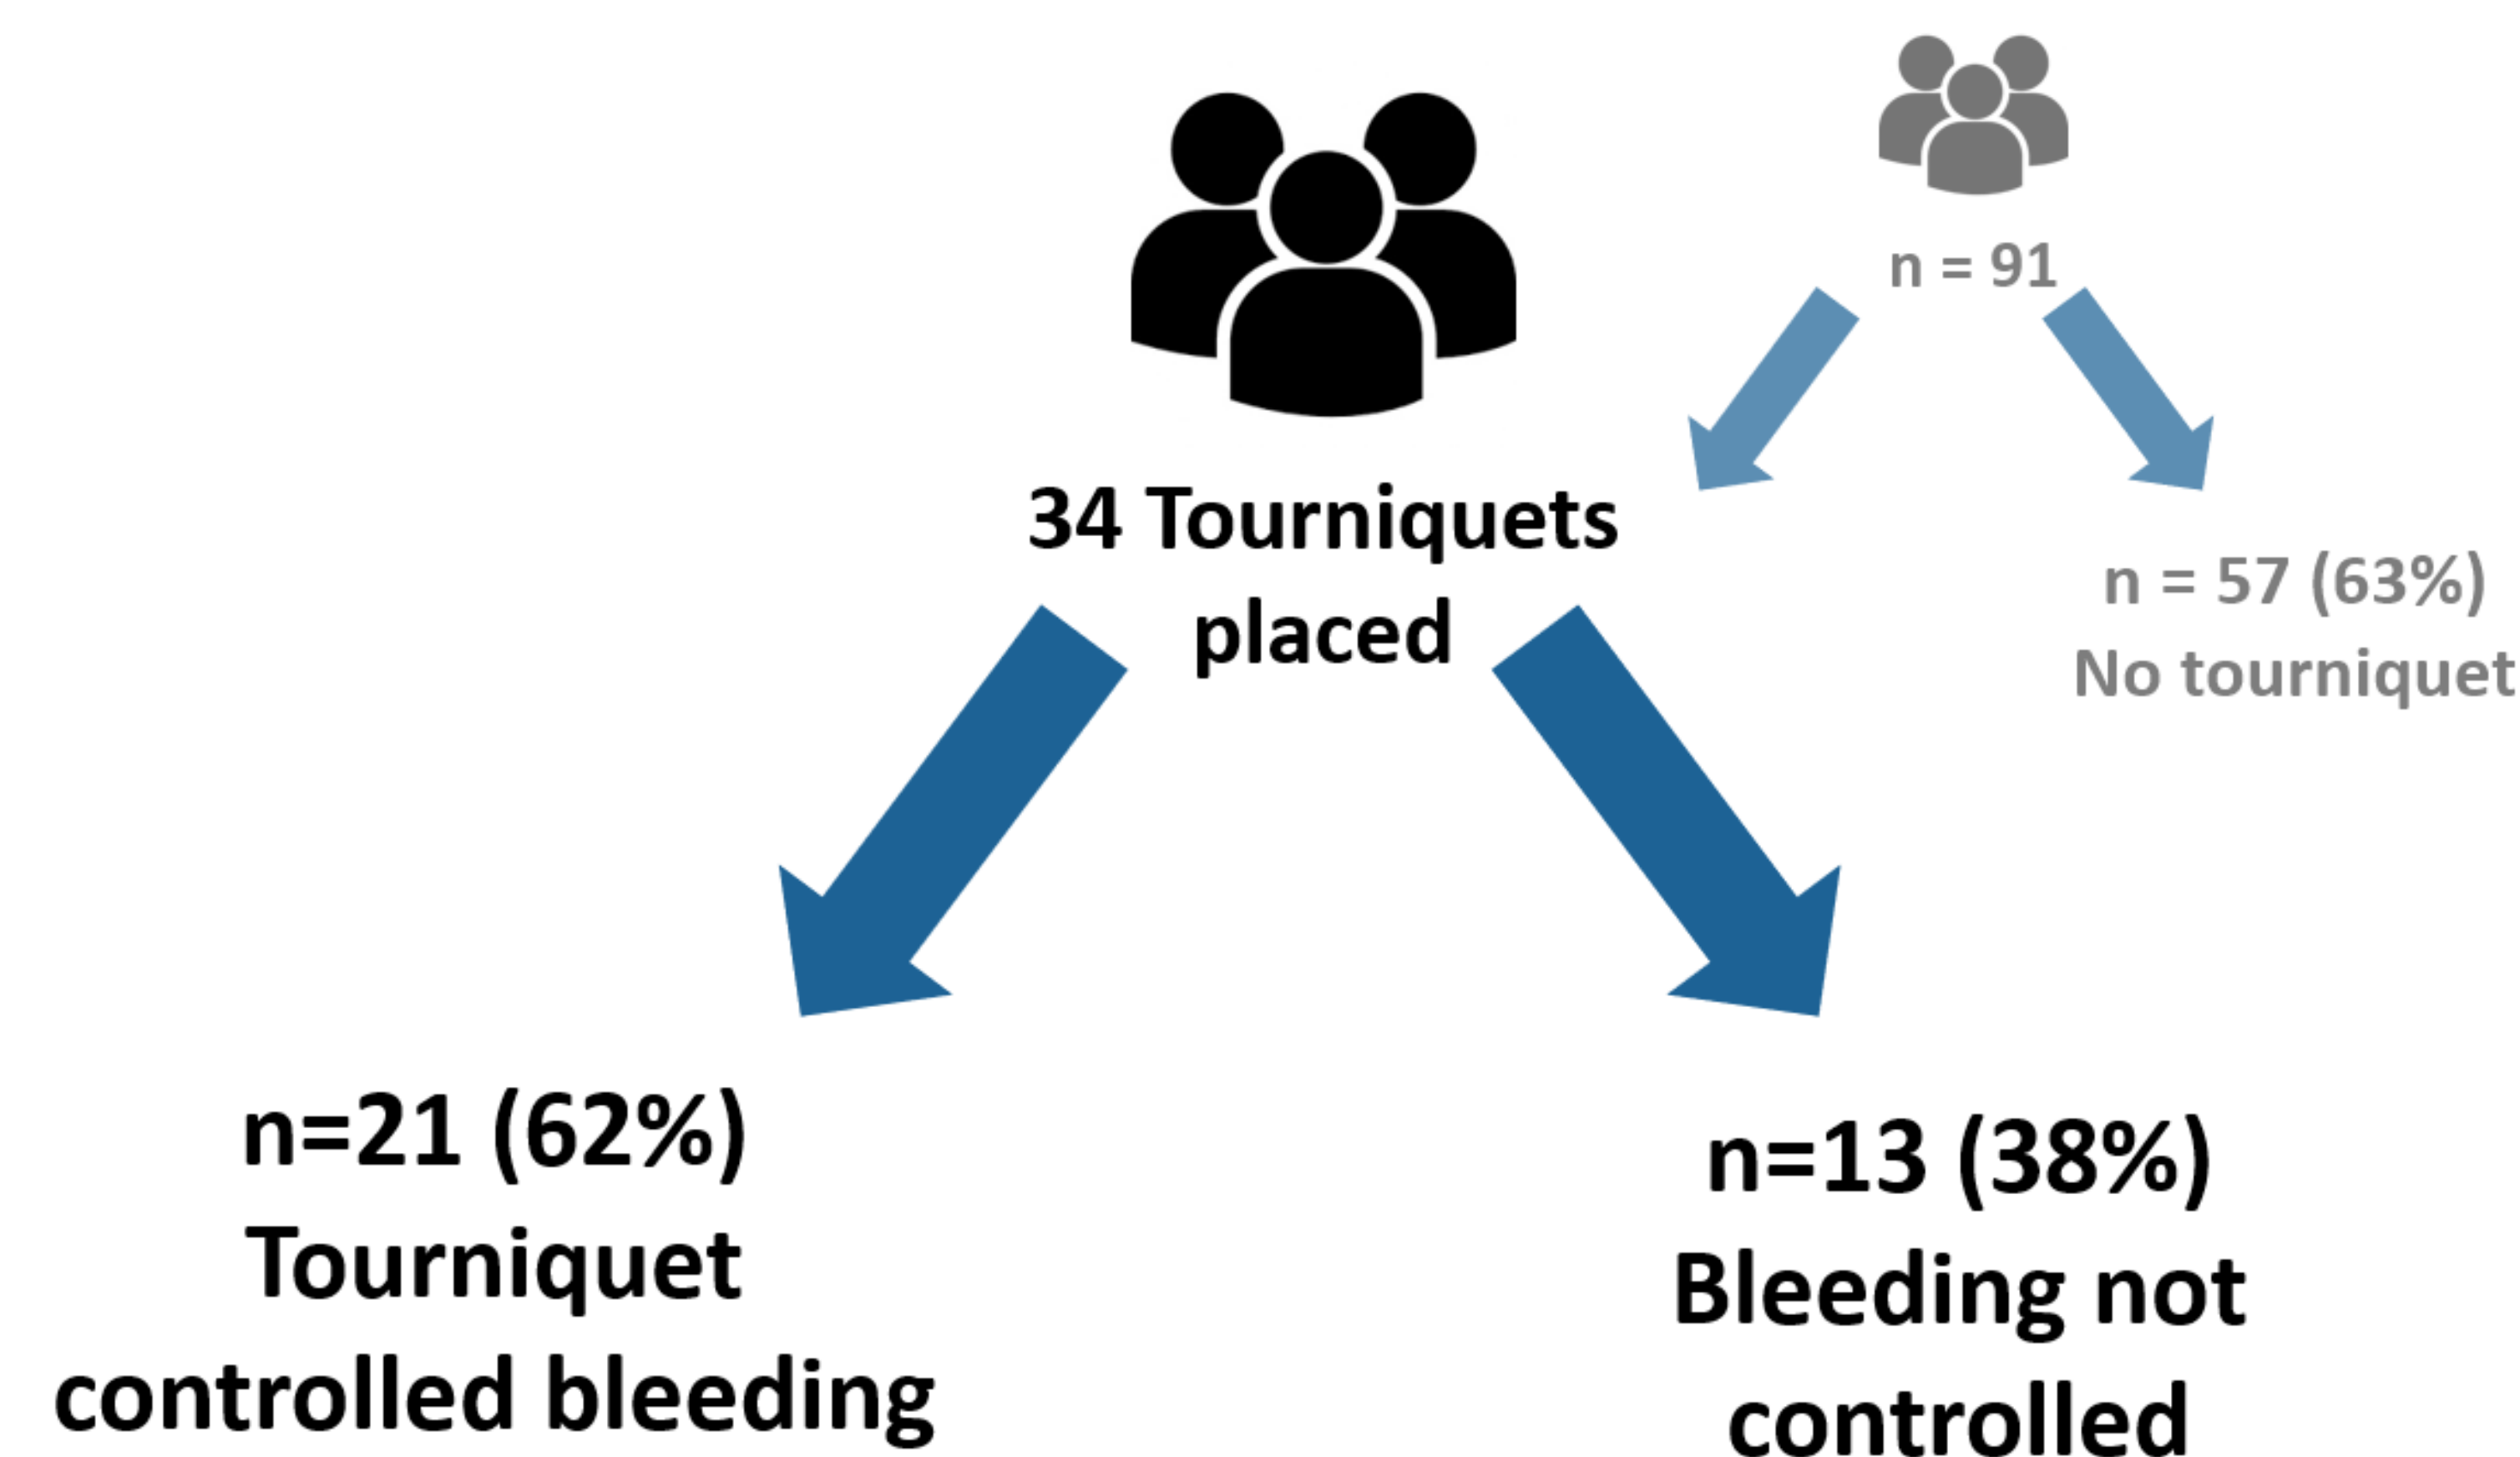 n = 91
34 Tourniquets
placed
n = 57 (63%)
No tourniquet
n=21 (62%)
Tourniquet
controlled bleeding
n=13 (38%)
Bleeding not
controlled